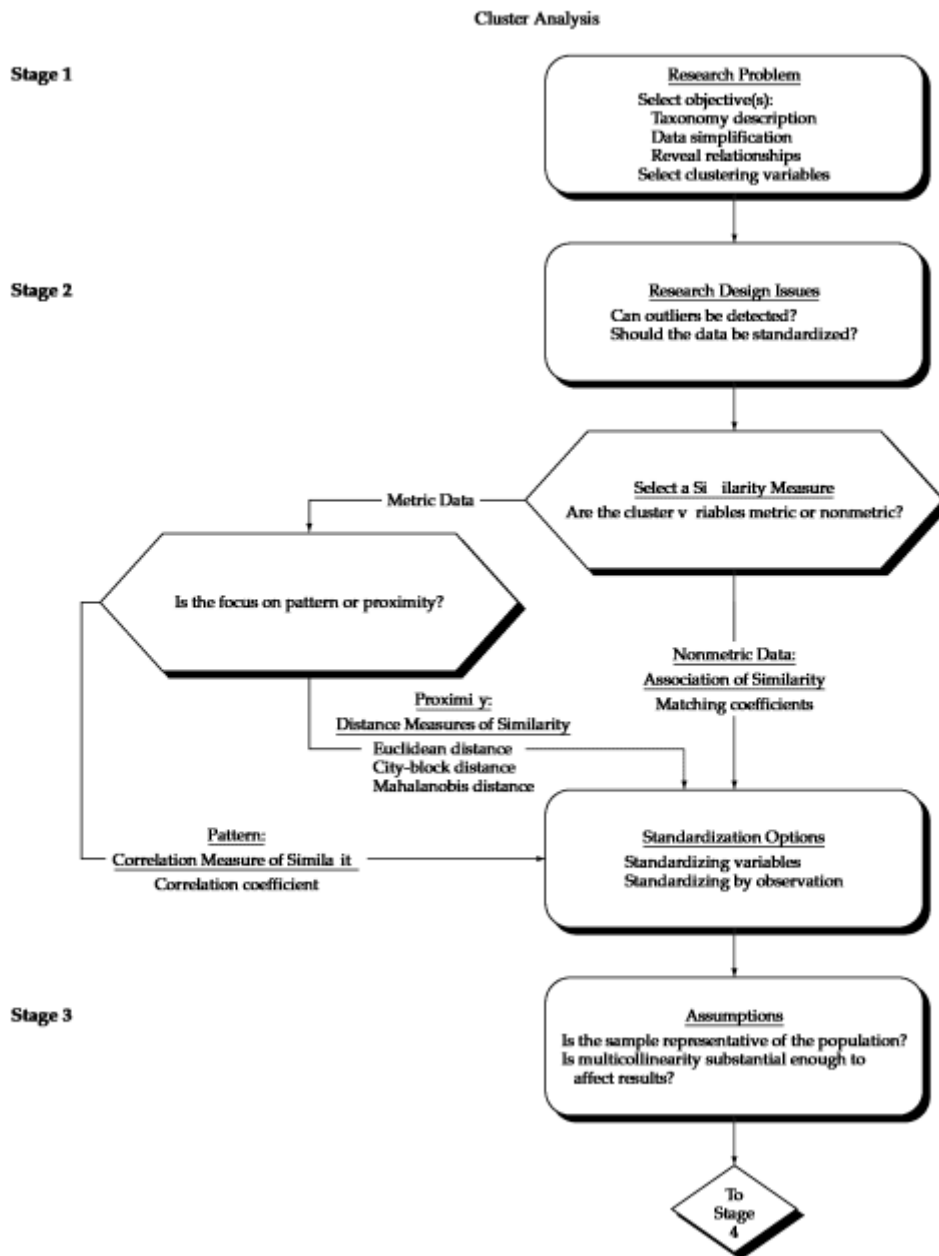 Cluster Analysis
Stage 1
Research Problem
Select objective(s):
Taxonomy description
Data simplification
Reveal relationships
Select clustering variables
Stage 2
Research Design Issues
Can outliers be detected?
Should the data be standardized?
Select a Si ilarity Measure
Are the cluster v riables metric or nonmetric?
Metric Data
Is the focus on pattern or proximity?
Nonmetric Data:
Association of Similarity
Matching coefficients
Proximi y:
Distance Measures of Similarity
Euclidean distance
City-block distance
Mahalanobis distance
Pattern:
Correlation Measure of Simila it
Correlation coefficient
Standardization Options
Standardizing variables
Standardizing by observation
Stage 3
Assumptions
Is the sample representative of the population?
Is multicollinearity substantial enough to
affect results?
To
Stage
4